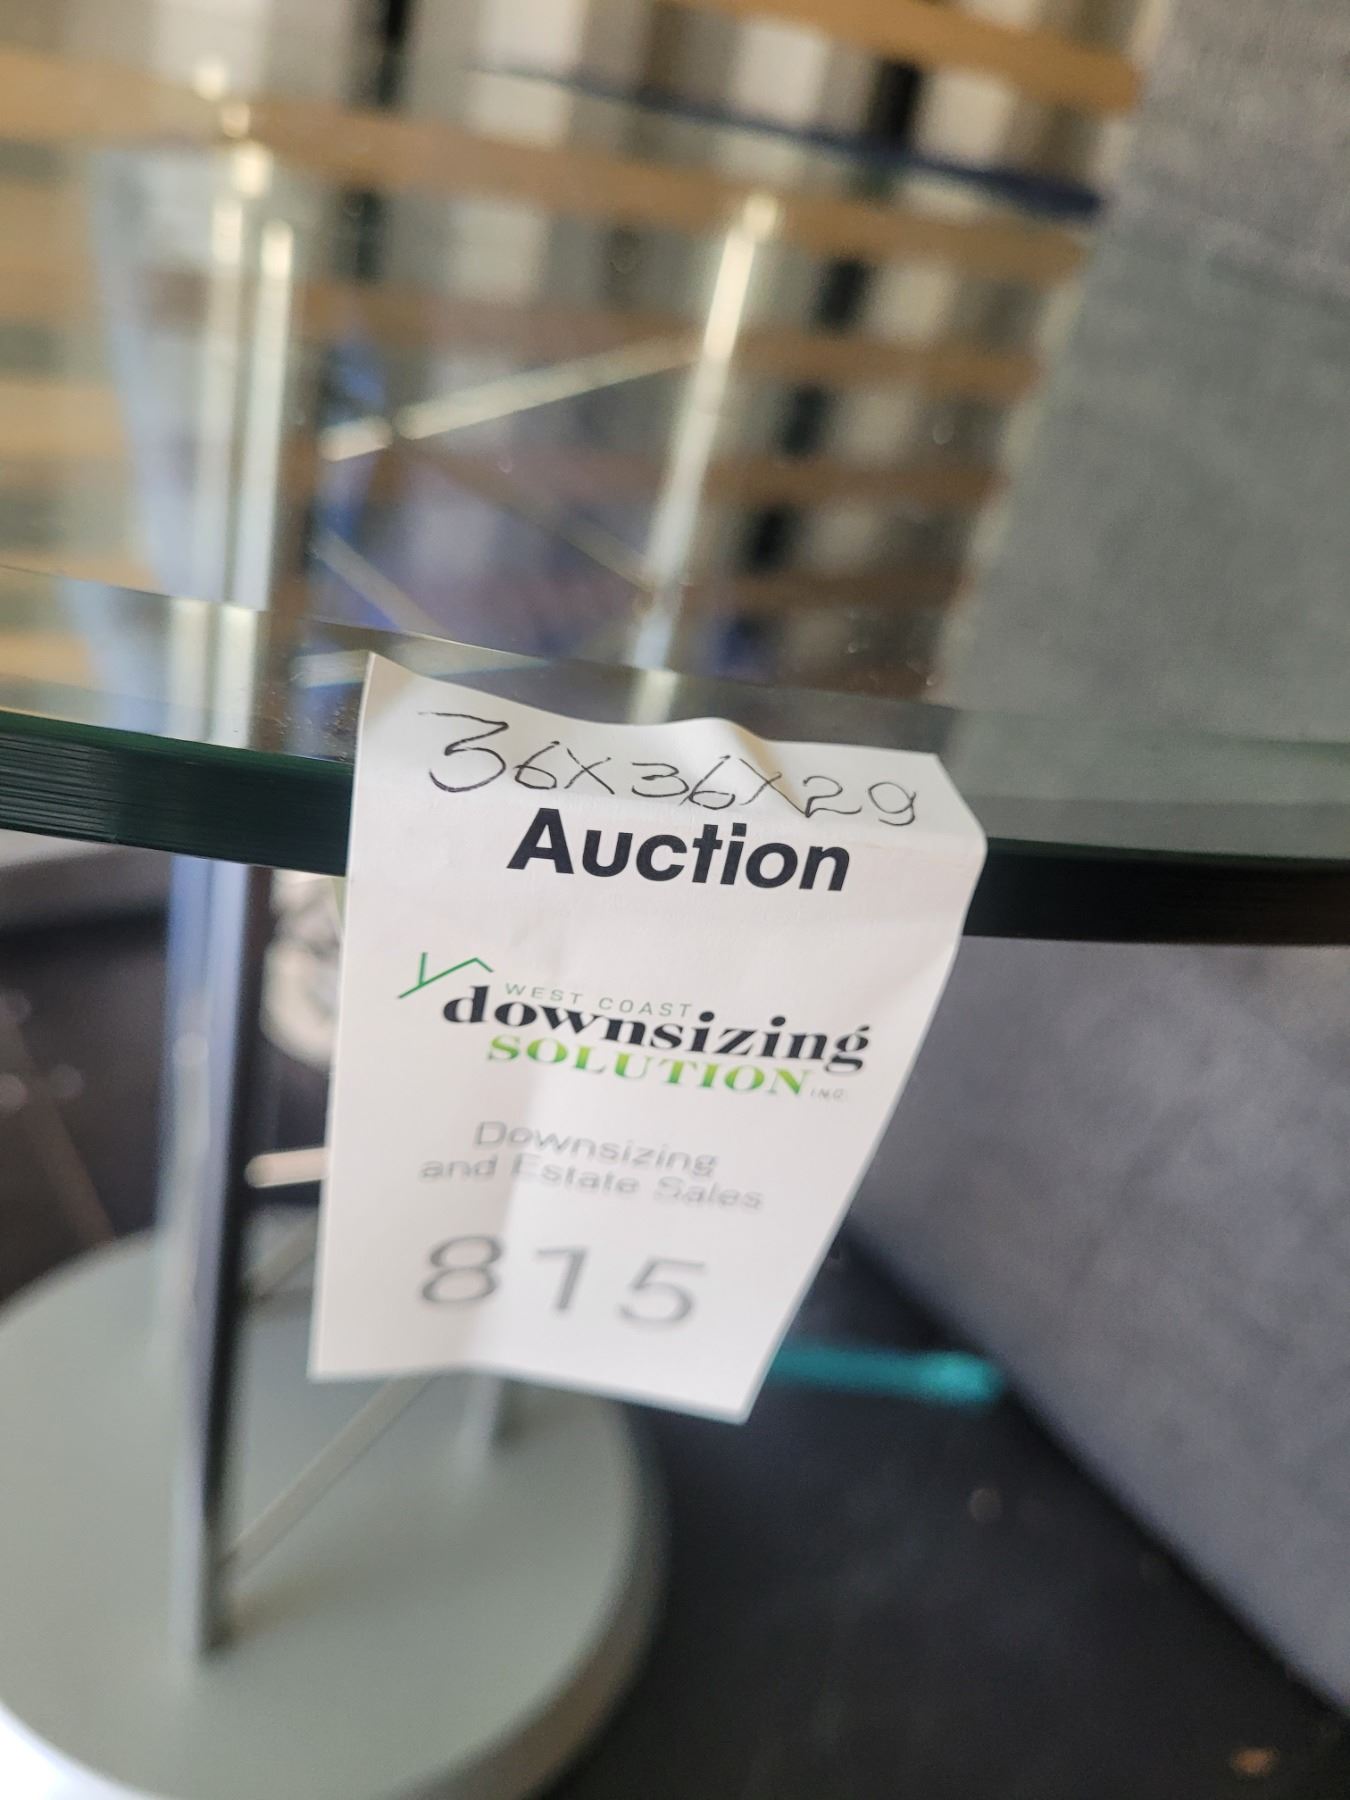 36x36x29
Auction
WEST COAST
downsizing
SOLUTION INC.
Downsizing
and Estate Sales
815